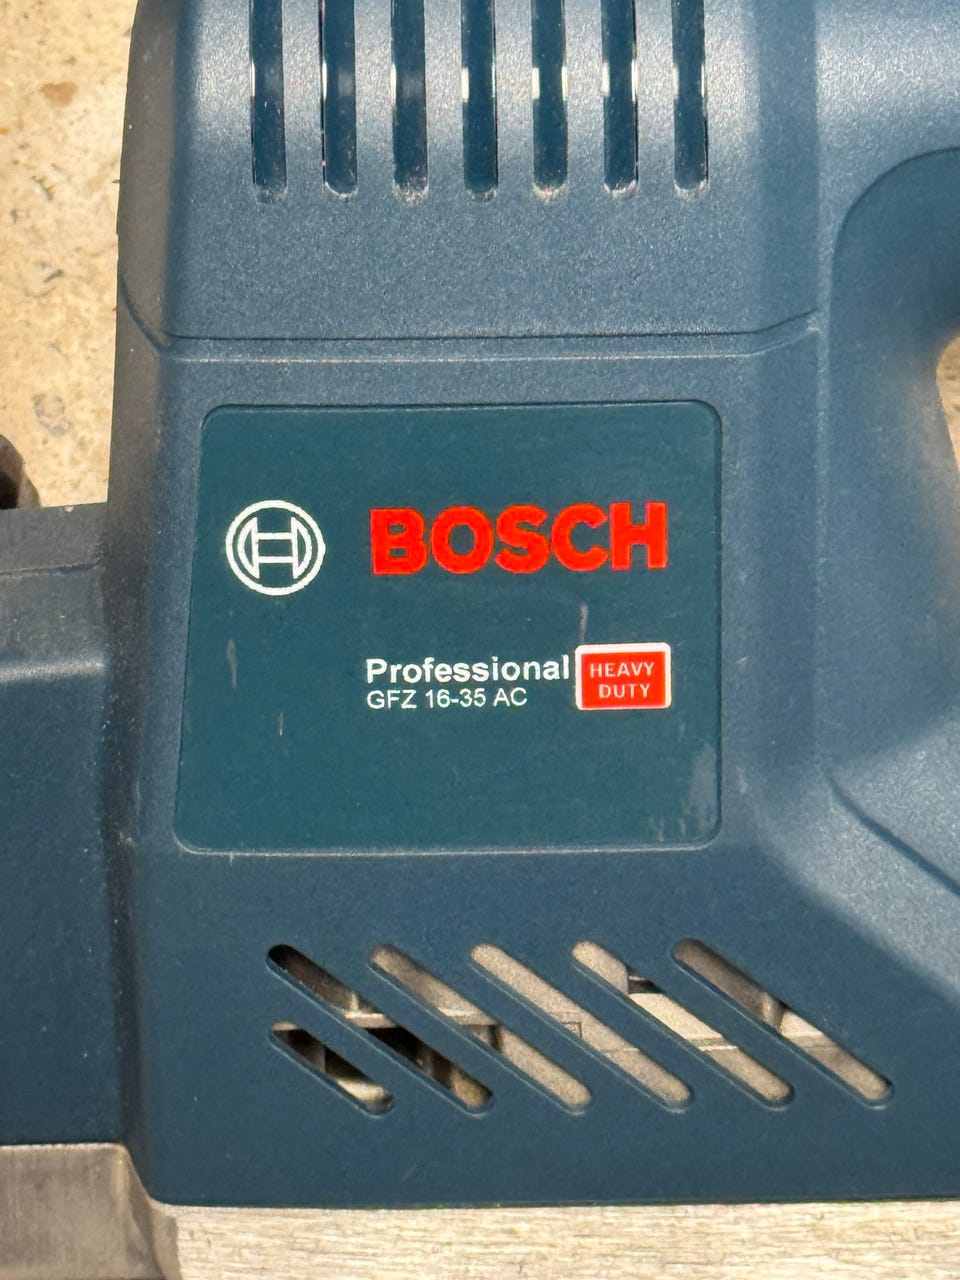 BOSCH
Professional
HEAVY
DUTY
GFZ 16-35 AC